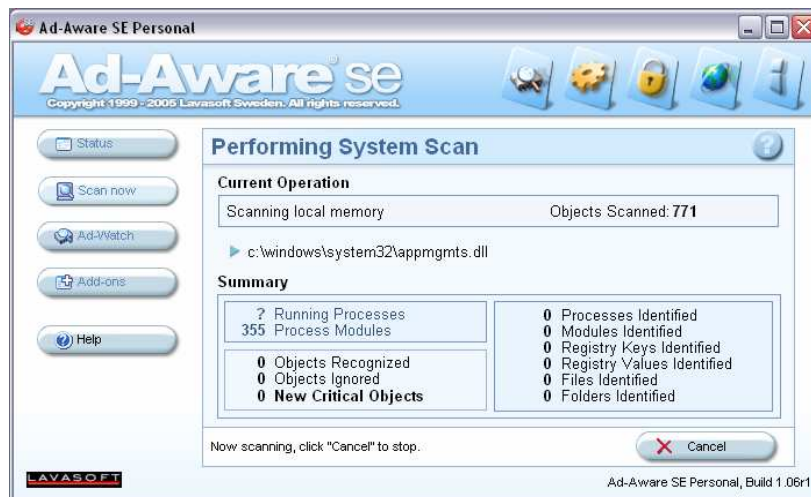 Ad-Aware SE Personal
Ad-Aware SE
Copyright 1999 - 2005 Lavasoft Sweden. All rights reserved.
Status
Scan now
Ad-Watch
Add-ons
Help
Performing System Scan
?
Current Operation
Scanning local memory Objects Scanned: 771
c:\windows\system32\appmgmts.dll
Summary
? Running Processes
355 Process Modules
0 Objects Recognized
0 Objects Ignored
0 New Critical Objects
0 Processes Identified
0 Modules Identified
0 Registry Keys Identified
0 Registry Values Identified
0 Files Identified
0 Folders Identified
Now scanning, click "Cancel" to stop.
Cancel
LAVASOFT
Ad-Aware SE Personal, Build 1.06r1